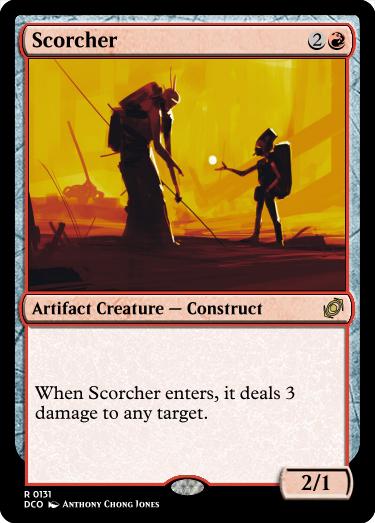 Scorcher 2
Artifact Creature — Construct
When Scorcher enters, it deals 3
damage to any target.
2/1
R 0131
DCO Anthony Chong Jones